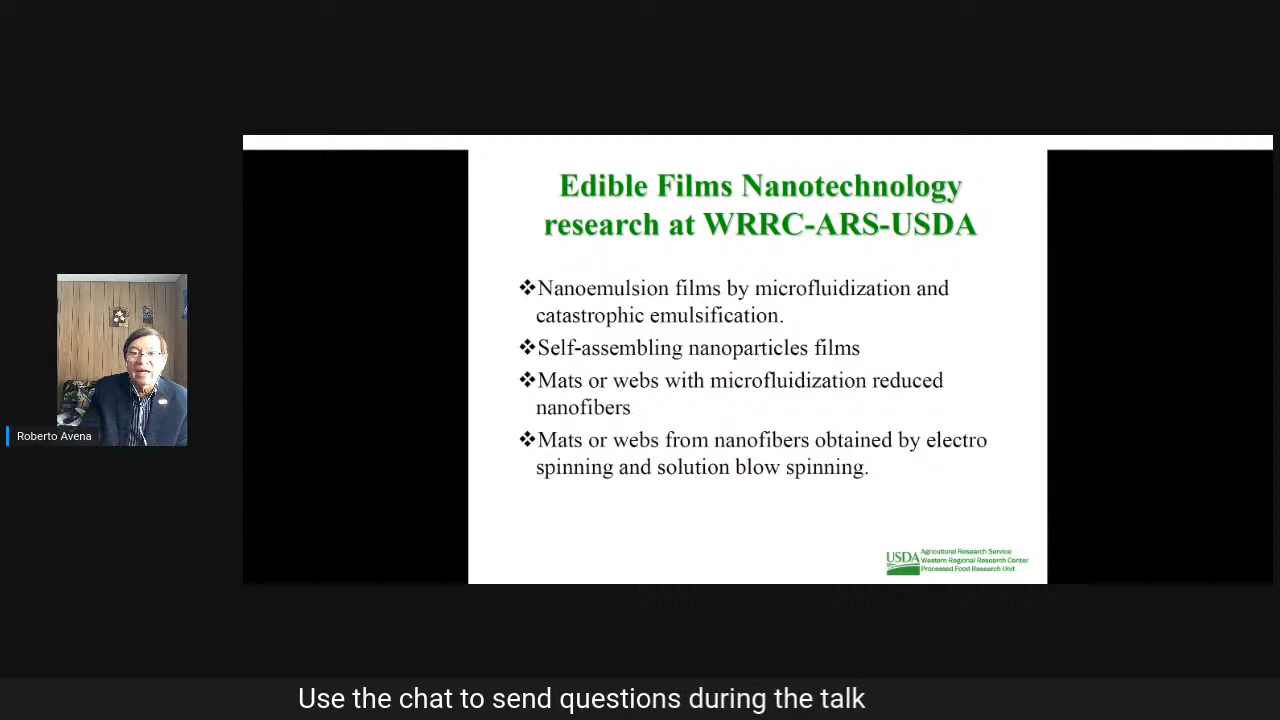 Edible Films Nanotechnology
research at WRRC-ARS-USDA
❖Nanoemulsion films by microfluidization and
catastrophic emulsification.
❖Self-assembling nanoparticles films
❖Mats or webs with microfluidization reduced
nanofibers
❖Mats or webs from nanofibers obtained by electro
spinning and solution blow spinning.
USDA
Agricultural Research Service
Western Regional Research Center
Processed Food Research Unit
Roberto Avena
Use the chat to send questions during the talk